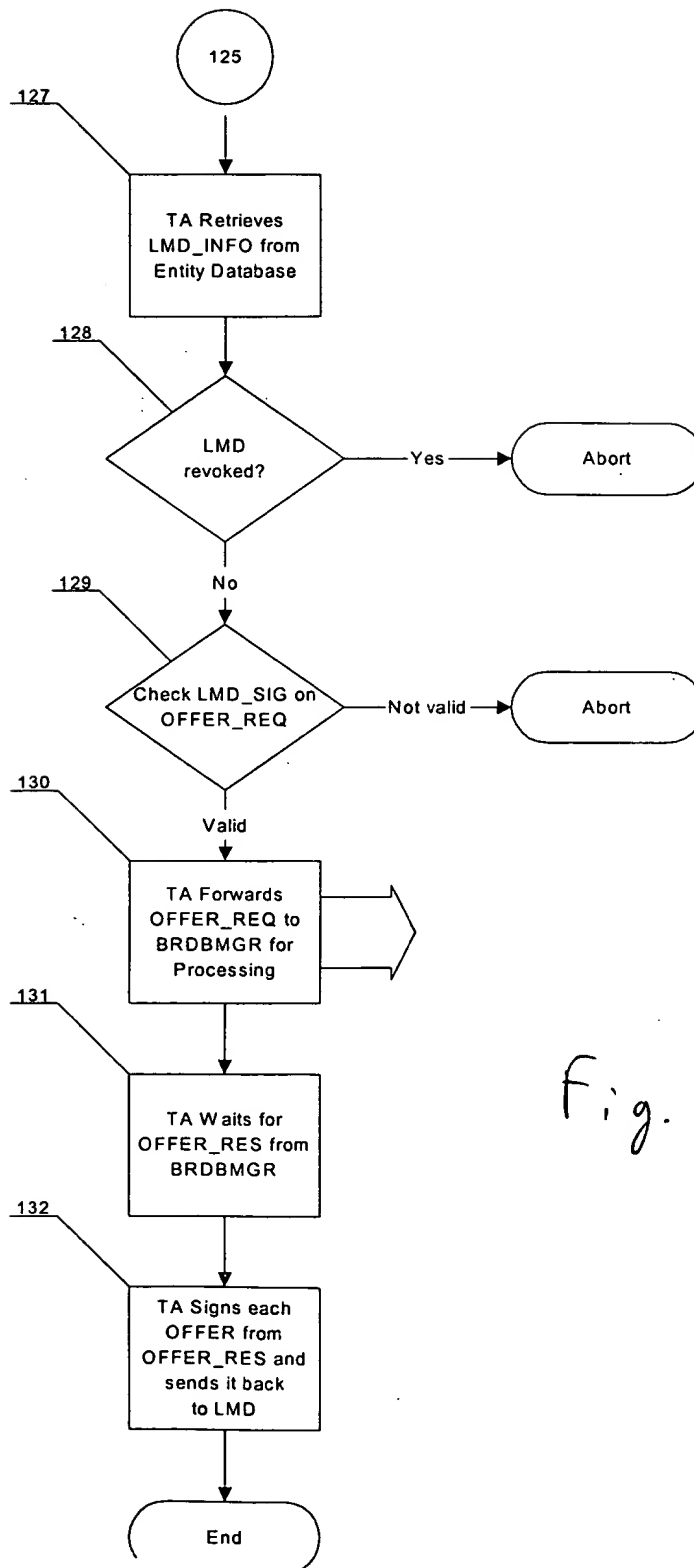 125
127
TA Retrieves
LMD_INFO from
Entity Database
128
LMD
revoked?
Yes
Abort
No
129
Check LMD_SIG on
OFFER_REQ
Not valid
Abort
Valid
130
TA Forwards
OFFER_REQ to
BRDBMGR for
Processing
131
TA Waits for
OFFER_RES from
BRDBMGR
Fig.
132
TA Signs each
OFFER from
OFFER_RES and
sends it back
to LMD
End